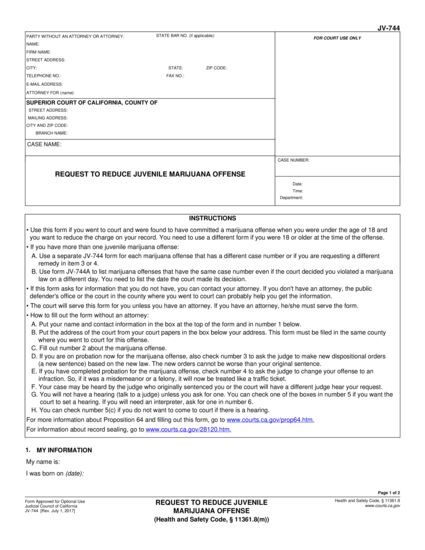 JV-744
PARTY WITHOUT AN ATTORNEY OR ATTORNEY: STATE BAR NO. (if applicable)
FOR COURT USE ONLY
NAME:
FIRM NAME:
STREET ADDRESS:
CITY: STATE: ZIP CODE:
TELEPHONE NO.: FAX NO.:
E-MAIL ADDRESS:
ATTORNEY FOR (name):
SUPERIOR COURT OF CALIFORNIA, COUNTY OF
STREET ADDRESS:
MAILING ADDRESS:
CITY AND ZIP CODE:
BRANCH NAME:
CASE NAME:
REQUEST TO REDUCE JUVENILE MARIJUANA OFFENSE
CASE NUMBER:
Date:
Time:
Department:
INSTRUCTIONS
• Use this form if you went to court and were found to have committed a marijuana offense when you were under the age of 18 and
you want to reduce the charge on your record. You need to use a different form if you were 18 or older at the time of the offense.
• If you have more than one juvenile marijuana offense:
A. Use a separate JV-744 form for each marijuana offense that has a different case number or if you are requesting a different
remedy in item 3 or 4.
B. Use form JV-744A to list marijuana offenses that have the same case number even if the court decided you violated a marijuana
law on a different day. You need to list the date the court made its decision.
• If this form asks for information that you do not have, you can contact your attorney. If you don't have an attorney, the public
defender's office or the court in the county where you went to court can probably help you get the information.
• The court will serve this form for you unless you have an attorney. If you have an attorney, he/she must serve the form.
• How to fill out the form without an attorney:
A. Put your name and contact information in the box at the top of the form and in number 1 below.
B. Put the address of the court from your court papers in the box below your address. This form must be filed in the same county
where you went to court for this offense.
C. Fill out number 2 about the marijuana offense.
D. If you are on probation now for the marijuana offense, also check number 3 to ask the judge to make new dispositional orders
(a new sentence) based on the new law. The new orders cannot be worse than your original sentence.
E. If you have completed probation for the marijuana offense, check number 4 to ask the judge to change your offense to an
infraction. So, if it was a misdemeanor or a felony, it will now be treated like a traffic ticket.
F. Your case may be heard by the judge who originally sentenced you or the court will have a different judge hear your request.
G. You will not have a hearing (talk to a judge) unless you ask for one. You can check one of the boxes in number 5 if you want the
court to set a hearing. If you will need an interpreter, ask for one in number 6.
H. You can check number 5(c) if you do not want to come to court if there is a hearing.
For more information about Proposition 64 and filling out this form, go to www.courts.ca.gov/prop64.htm.
For information about record sealing, go to www.courts.ca.gov/28120.htm.
1. MY INFORMATION
My name is:
I was born on (date):
Page 1 of 2
Form Approved for Optional Use
Judicial Council of California
JV-744 [Rev. July 1, 2017]
REQUEST TO REDUCE JUVENILE
MARIJUANA OFFENSE
(Health and Safety Code, § 11361.8(m))
Health and Safety Code, § 11361.8
www.courts.ca.gov